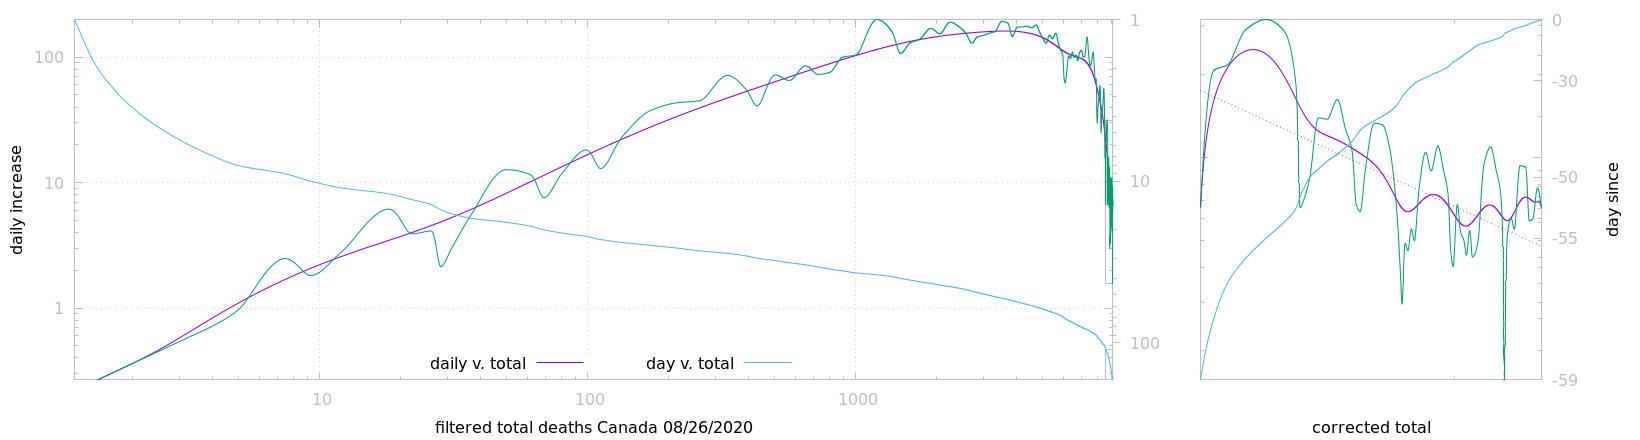 100
10
1
daily increase
10
100
1000
filtered total deaths Canada 08/26/2020
daily v. total
day v. total
1
10
100
0
-30
-50
-55
-59
day since
corrected total